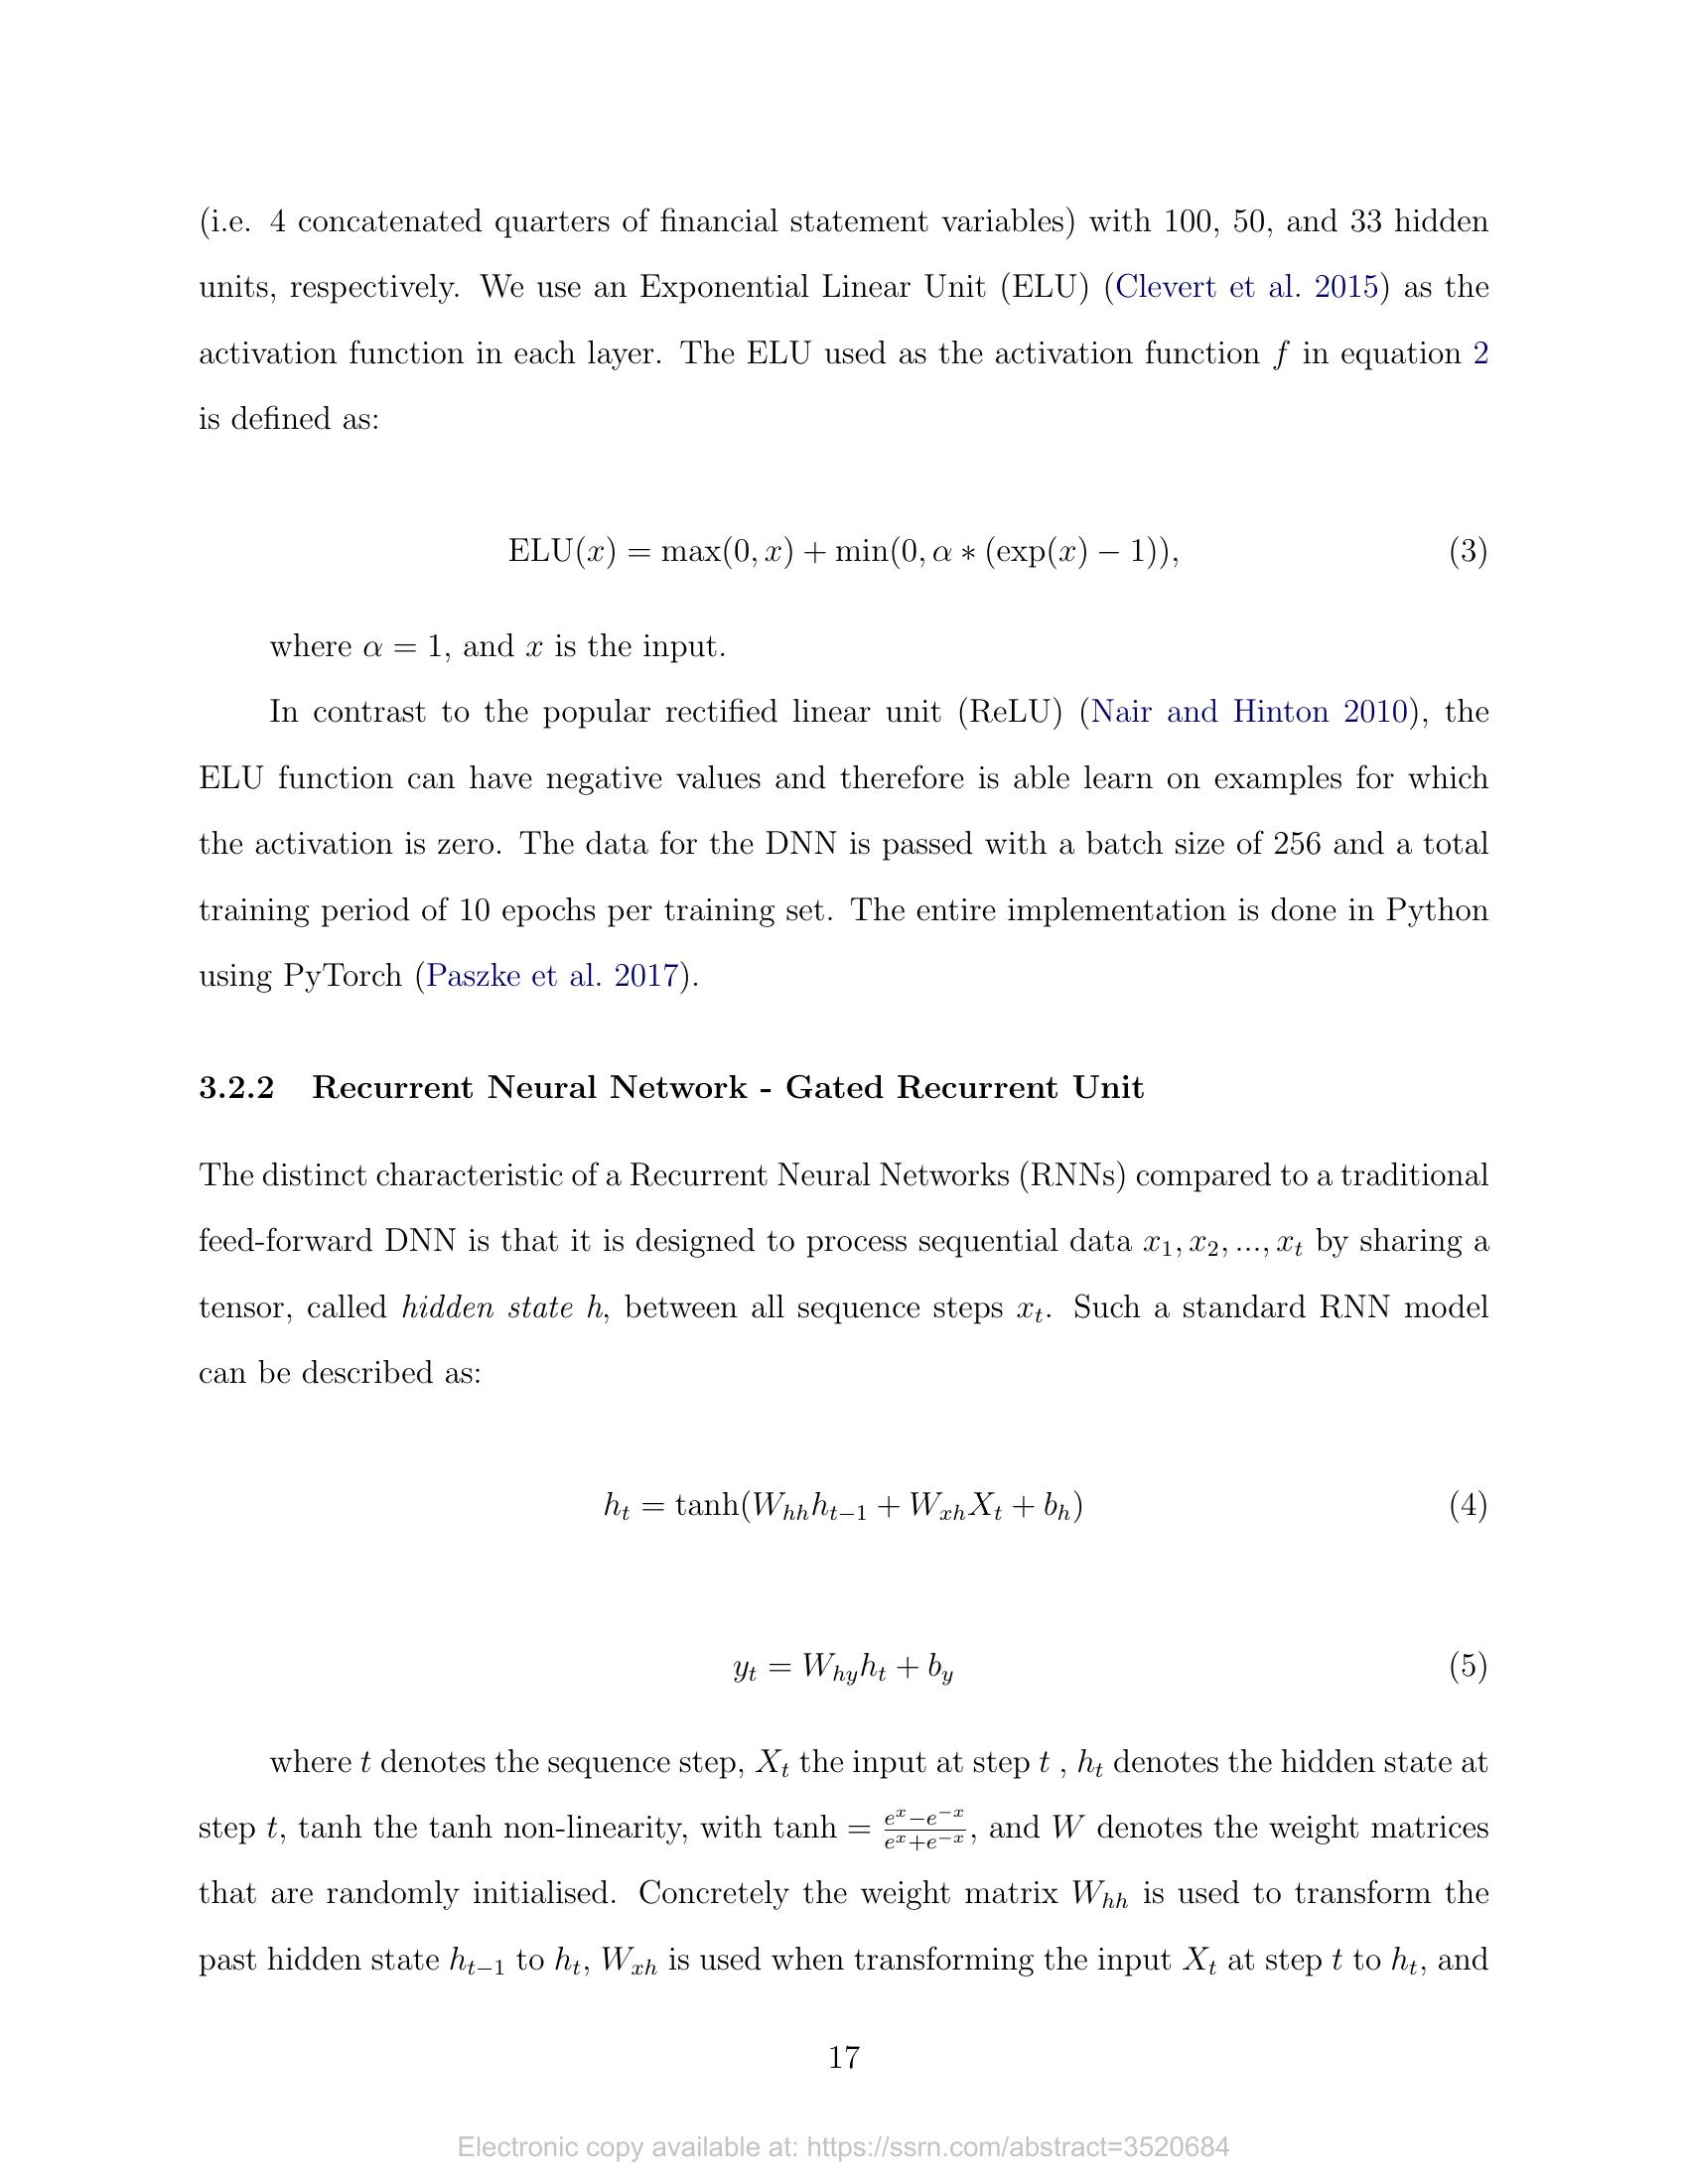 (i.e. 4 concatenated quarters of financial statement variables) with 100, 50, and 33 hidden
units, respectively. We use an Exponential Linear Unit (ELU) (Clevert et al. 2015) as the
activation function in each layer. The ELU used as the activation function f in equation 2
is defined as:
ELU(x) = max(0, x) + min(0, α ∗ (exp(x) − 1)), (3)
where α = 1, and x is the input.
In contrast to the popular rectified linear unit (ReLU) (Nair and Hinton 2010), the
ELU function can have negative values and therefore is able learn on examples for which
the activation is zero. The data for the DNN is passed with a batch size of 256 and a total
training period of 10 epochs per training set. The entire implementation is done in Python
using PyTorch (Paszke et al. 2017).
3.2.2 Recurrent Neural Network - Gated Recurrent Unit
The distinct characteristic of a Recurrent Neural Networks (RNNs) compared to a traditional
feed-forward DNN is that it is designed to process sequential data x₁, x₂, ..., xₜ by sharing a
tensor, called hidden state h, between all sequence steps xₜ. Such a standard RNN model
can be described as:
h_t = tanh(W_{hh}h_{t−1} + W_{xh}X_t + b_h) (4)
y_t = W_{hy}h_t + b_y (5)
where t denotes the sequence step, X_t the input at step t , h_t denotes the hidden state at
step t, tanh the tanh non-linearity, with tanh = \frac{e^x−e^{−x}}{e^x+e^{−x}}, and W denotes the weight matrices
that are randomly initialised. Concretely the weight matrix W_{hh} is used to transform the
past hidden state h_{t−1} to h_t, W_{xh} is used when transforming the input X_t at step t to h_t, and
17
Electronic copy available at: https://ssrn.com/abstract=3520684